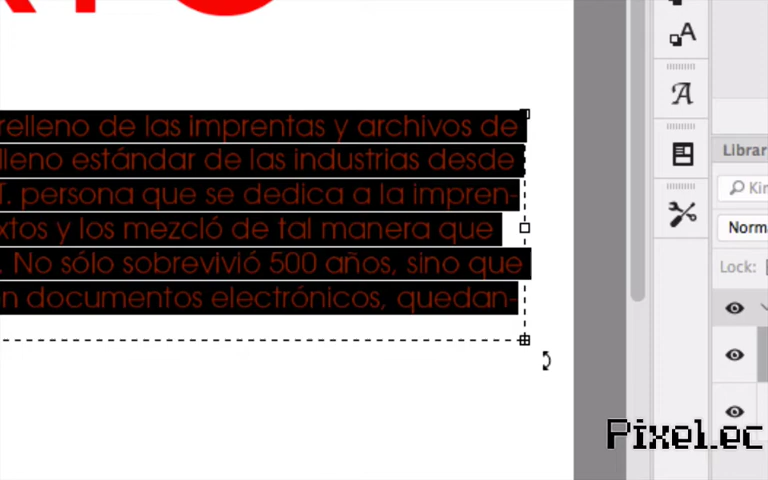 relleno de las imprentas y archivos de
lleno estándar de las industrias desde
T. persona que se dedica a la impren-
xtos y los mezcló de tal manera que
. No sólo sobrevivió 500 años, sino que
n documentos electrónicos, quedan-
A
A
Librar
Kin
Norma
Lock:
Pixel.ec